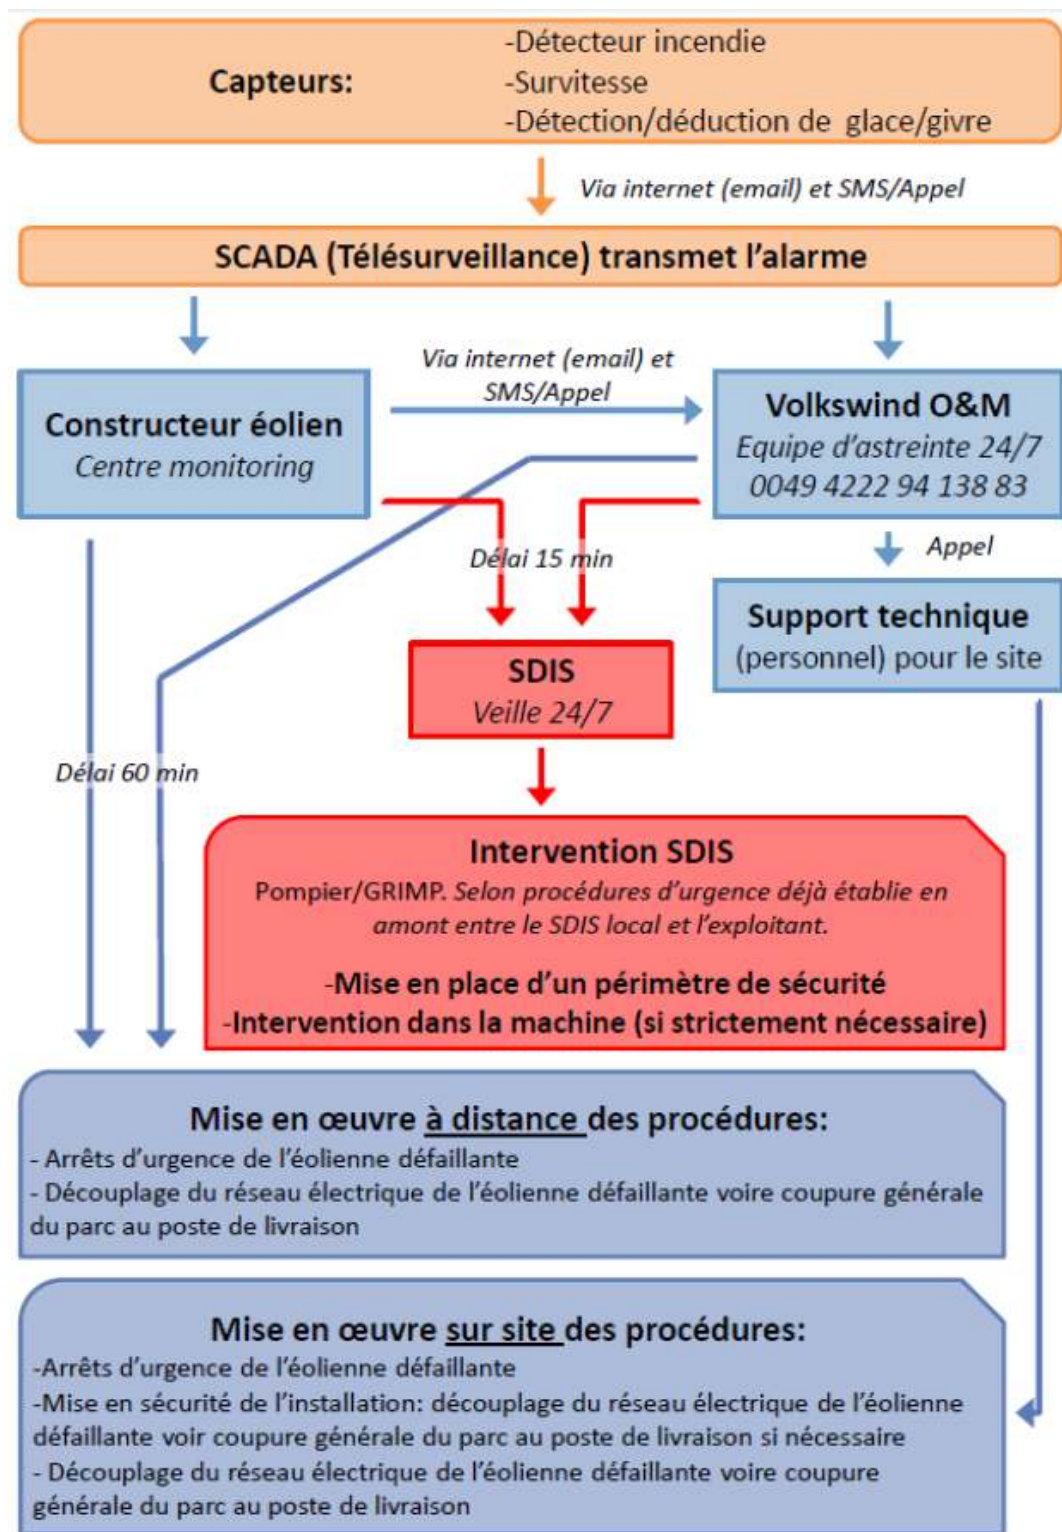 Capteurs:
-Détecteur incendie
-Survitesse
-Détection/déduction de glace/givre
Via internet (email) et SMS/Appel
SCADA (Télésurveillance) transmet l'alarme
Via internet (email) et
SMS/Appel
Constructeur éolien
Centre monitoring
Volkswind O&M
Equipe d'astreinte 24/7
0049 4222 94 138 83
Délai 15 min
Appel
Support technique
(personnel) pour le site
SDIS
Veille 24/7
Délai 60 min
Intervention SDIS
Pompier/GRIMP. Selon procédures d'urgence déjà établie en
amont entre le SDIS local et l'exploitant.
-Mise en place d'un périmètre de sécurité
-Intervention dans la machine (si strictement nécessaire)
Mise en œuvre à distance des procédures:
- Arrêts d'urgence de l'éolienne défaillante
- Découplage du réseau électrique de l'éolienne défaillante voire coupure générale
du parc au poste de livraison
Mise en œuvre sur site des procédures:
-Arrêts d'urgence de l'éolienne défaillante
-Mise en sécurité de l'installation: découplage du réseau électrique de l'éolienne
défaillante voir coupure générale du parc au poste de livraison si nécessaire
- Découplage du réseau électrique de l'éolienne défaillante voire coupure
générale du parc au poste de livraison